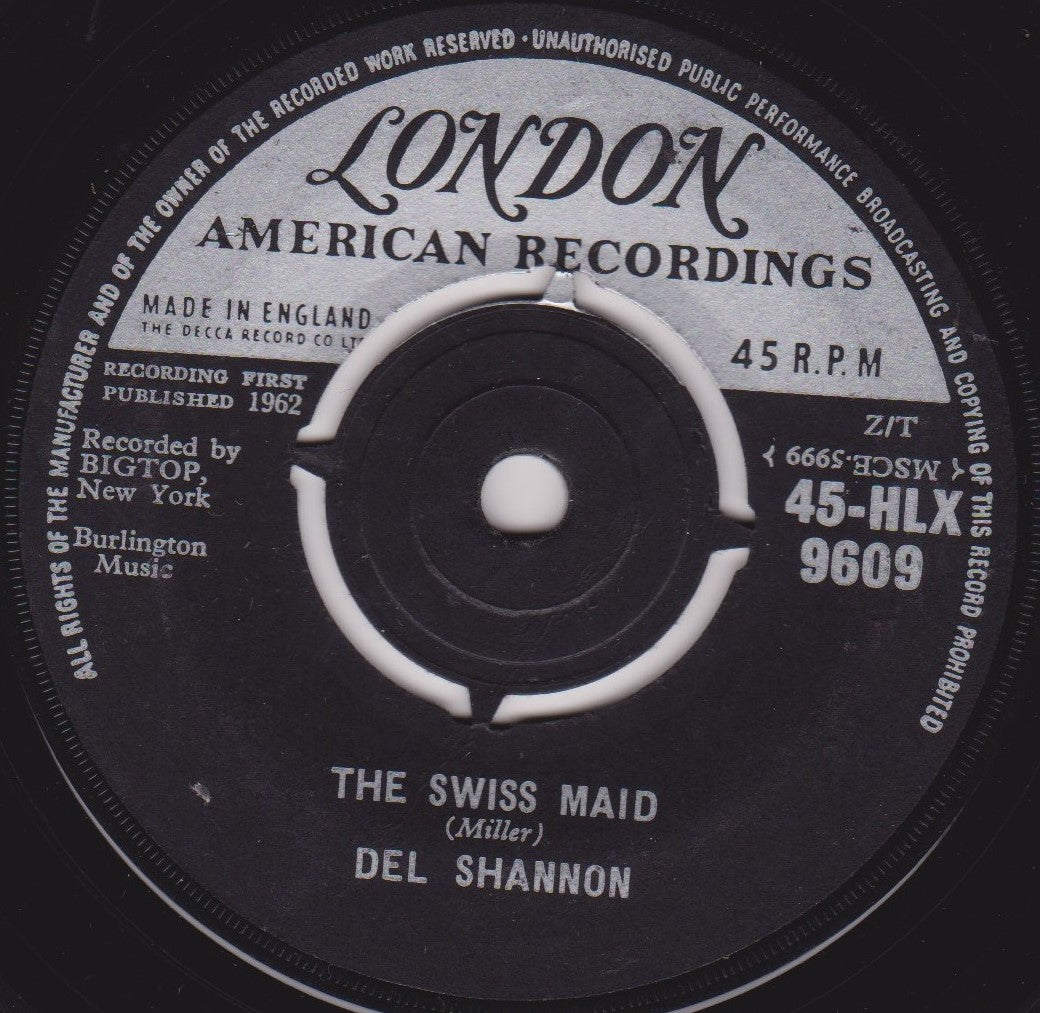 ALL RIGHTS OF THE MANUFACTURER AND OF THE OWNER OF THE RECORDED WORK RESERVED · UNAUTHORISED PUBLIC PERFORMANCE BROADCASTING AND COPYING OF THIS RECORD PROHIBITED
LONDON
AMERICAN RECORDINGS
MADE IN ENGLAND
THE DECCA RECORD CO LTD
45 R.P.M
RECORDING FIRST
PUBLISHED 1962
Recorded by
BIGTOP,
New York
Burlington
Music
Z/T
MSCE.5999
45-HLX
9609
THE SWISS MAID
(Miller)
DEL SHANNON